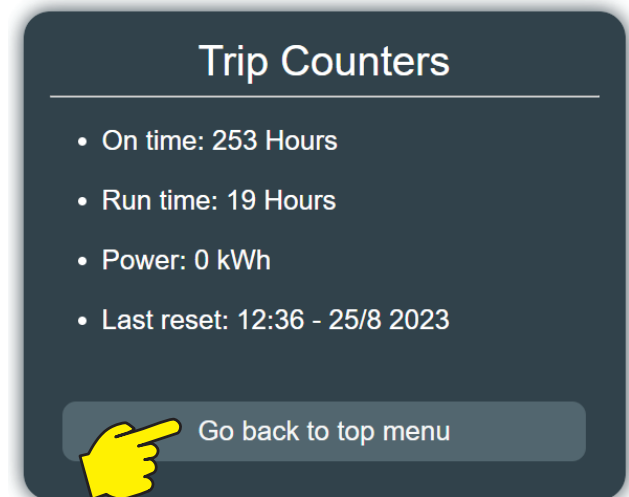 Trip Counters
• On time: 253 Hours
• Run time: 19 Hours
• Power: 0 kWh
• Last reset: 12:36 - 25/8 2023
Go back to top menu